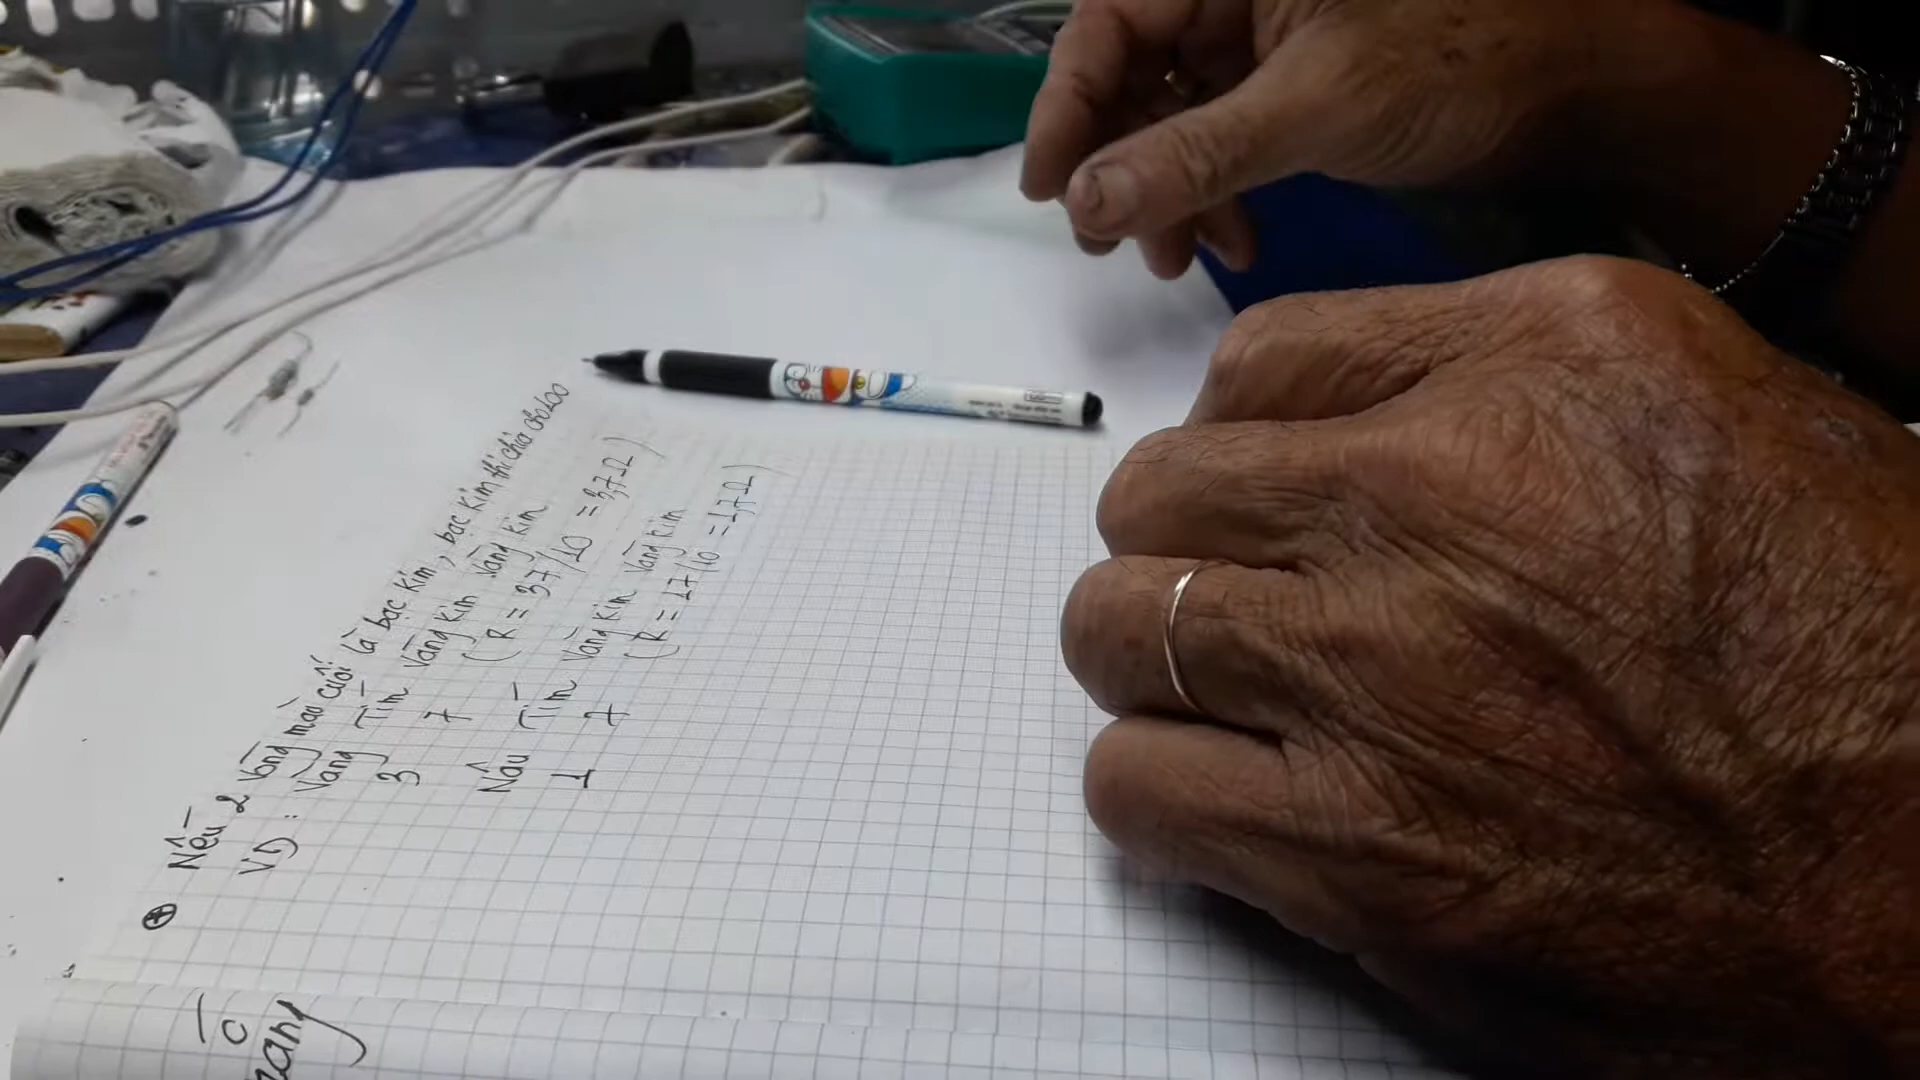 ⊕ Nếu 2 vòng màu cuối là bạc kim, bạc kim thì chia cho 100
VD: Vàng Tím Vàng kim Vàng kim
3 7 (R = 37/10 = 3,7Ω)
Nâu Tím Vàng kim Vàng kim
1 7 (R = 17/10 = 1,7Ω)